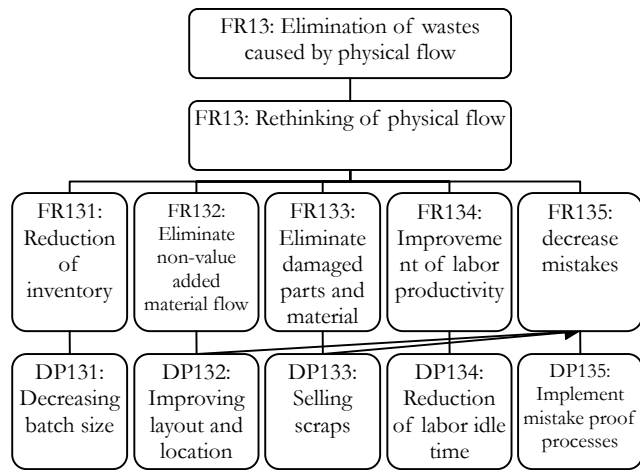 FR13: Elimination of wastes
caused by physical flow
FR13: Rethinking of physical flow
FR131:
Reduction
of
inventory
FR132:
Eliminate
non-value
added
material flow
FR133:
Eliminate
damaged
parts and
material
FR134:
Improveme
nt of labor
productivity
FR135:
decrease
mistakes
DP131:
Decreasing
batch size
DP132:
Improving
layout and
location
DP133:
Selling
scraps
DP134:
Reduction
of labor idle
time
DP135:
Implement
mistake proof
processes